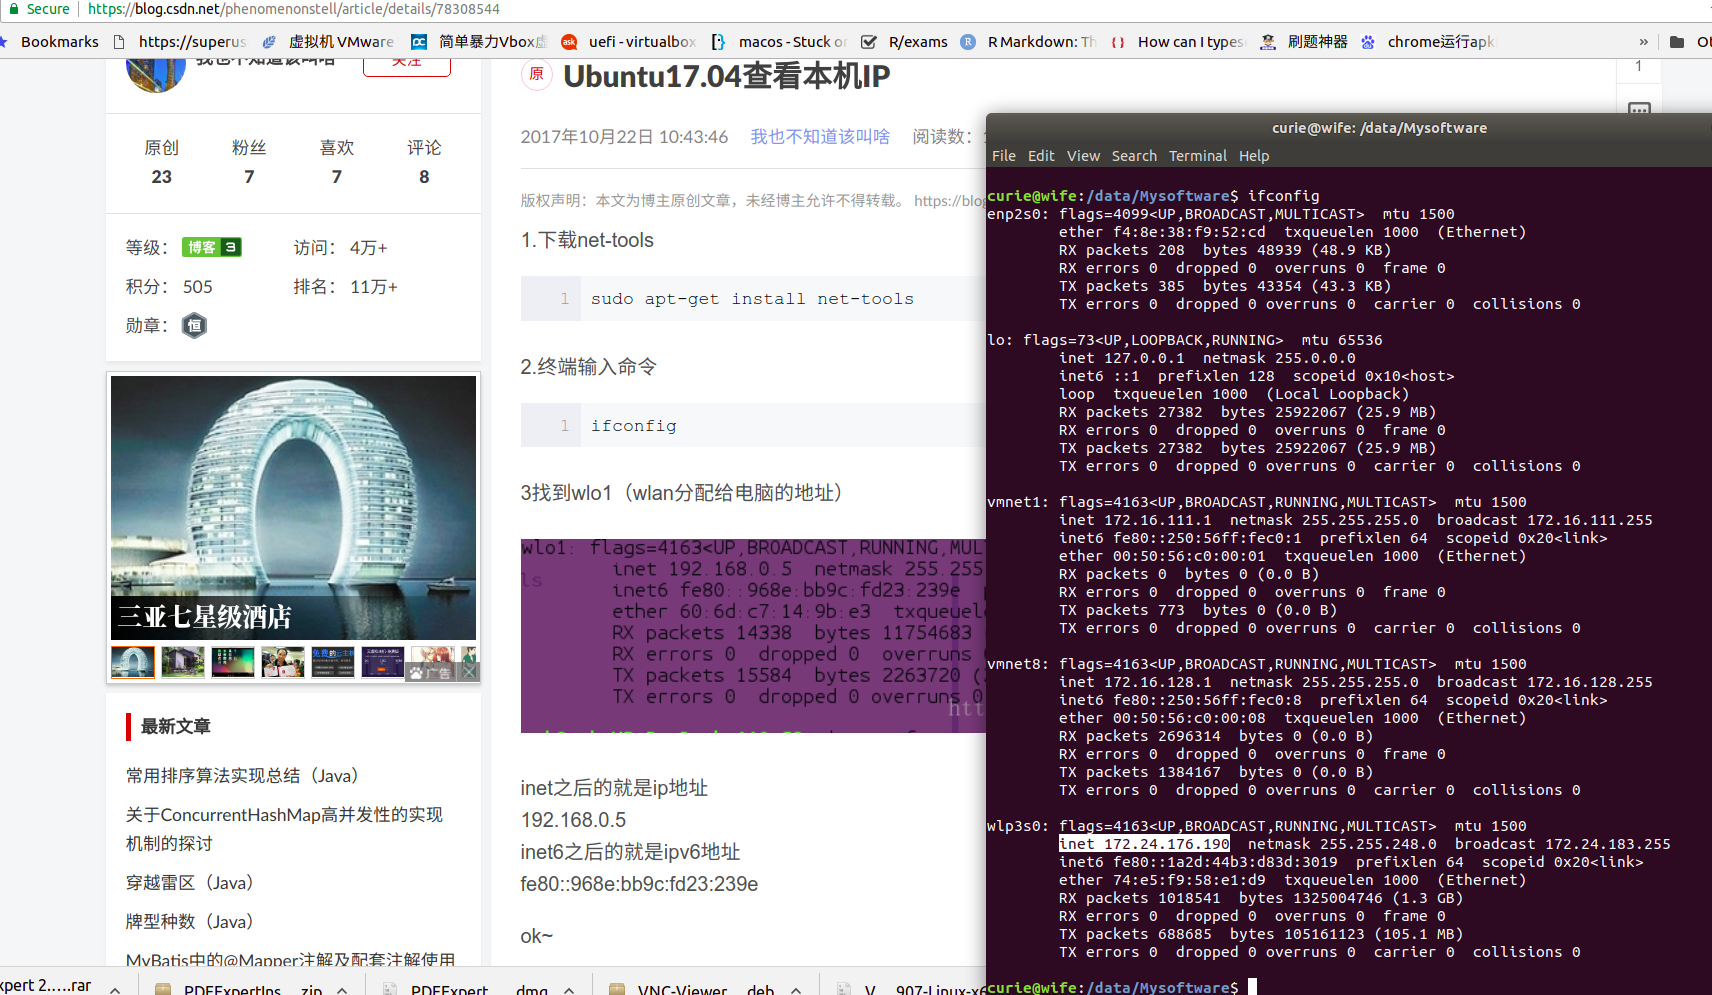 Secure | https://blog.csdn.net/phenomenonstell/article/details/78308544
Bookmarks https://superus 虚拟机 VMware 简单暴力Vbox虚 uefi - virtualbox macos - Stuck or R/exams R Markdown: Th How can I typese 刷题神器 chrome运行apk » Ot
我也不知道该叫啥 关注
原创 粉丝 喜欢 评论
23 7 7 8
等级： 博客 3 访问： 4万+
积分： 505 排名： 11万+
勋章： 恒
三亚七星级酒店
免费的云主机
广告
最新文章
常用排序算法实现总结（Java）
关于ConcurrentHashMap高并发性的实现
机制的探讨
穿越雷区（Java）
牌型种数（Java）
MyBatis中的@Mapper注解及配套注解使用
原 Ubuntu17.04查看本机IP
1
2017年10月22日 10:43:46 我也不知道该叫啥 阅读数：
版权声明：本文为博主原创文章，未经博主允许不得转载。 https://blog
1.下载net-tools
1 sudo apt-get install net-tools
2.终端输入命令
1 ifconfig
3找到wlo1（wlan分配给电脑的地址）
wlo1: flags=4163<UP,BROADCAST,RUNNING,MULT
ls
inet 192.168.0.5 netmask 255.255
inet6 fe80::968e:bb9c:fd23:239e p
ether 60:6d:c7:14:9b:e3 txqueuele
RX packets 14338 bytes 11754683 (
RX errors 0 dropped 0 overruns 0
TX packets 15584 bytes 2263720 (2
TX errors 0 dropped 0 overruns 0
htt
inet之后的就是ip地址
192.168.0.5
inet6之后的就是ipv6地址
fe80::968e:bb9c:fd23:239e
ok~
curie@wife: /data/Mysoftware
File Edit View Search Terminal Help
curie@wife:/data/Mysoftware$ ifconfig
enp2s0: flags=4099<UP,BROADCAST,MULTICAST> mtu 1500
ether f4:8e:38:f9:52:cd txqueuelen 1000 (Ethernet)
RX packets 208 bytes 48939 (48.9 KB)
RX errors 0 dropped 0 overruns 0 frame 0
TX packets 385 bytes 43354 (43.3 KB)
TX errors 0 dropped 0 overruns 0 carrier 0 collisions 0
lo: flags=73<UP,LOOPBACK,RUNNING> mtu 65536
inet 127.0.0.1 netmask 255.0.0.0
inet6 ::1 prefixlen 128 scopeid 0x10<host>
loop txqueuelen 1000 (Local Loopback)
RX packets 27382 bytes 25922067 (25.9 MB)
RX errors 0 dropped 0 overruns 0 frame 0
TX packets 27382 bytes 25922067 (25.9 MB)
TX errors 0 dropped 0 overruns 0 carrier 0 collisions 0
vmnet1: flags=4163<UP,BROADCAST,RUNNING,MULTICAST> mtu 1500
inet 172.16.111.1 netmask 255.255.255.0 broadcast 172.16.111.255
inet6 fe80::250:56ff:fec0:1 prefixlen 64 scopeid 0x20<link>
ether 00:50:56:c0:00:01 txqueuelen 1000 (Ethernet)
RX packets 0 bytes 0 (0.0 B)
RX errors 0 dropped 0 overruns 0 frame 0
TX packets 773 bytes 0 (0.0 B)
TX errors 0 dropped 0 overruns 0 carrier 0 collisions 0
vmnet8: flags=4163<UP,BROADCAST,RUNNING,MULTICAST> mtu 1500
inet 172.16.128.1 netmask 255.255.255.0 broadcast 172.16.128.255
inet6 fe80::250:56ff:fec0:8 prefixlen 64 scopeid 0x20<link>
ether 00:50:56:c0:00:08 txqueuelen 1000 (Ethernet)
RX packets 2696314 bytes 0 (0.0 B)
RX errors 0 dropped 0 overruns 0 frame 0
TX packets 1384167 bytes 0 (0.0 B)
TX errors 0 dropped 0 overruns 0 carrier 0 collisions 0
wlp3s0: flags=4163<UP,BROADCAST,RUNNING,MULTICAST> mtu 1500
inet 172.24.176.190 netmask 255.255.248.0 broadcast 172.24.183.255
inet6 fe80::1a2d:44b3:d83d:3019 prefixlen 64 scopeid 0x20<link>
ether 74:e5:f9:58:e1:d9 txqueuelen 1000 (Ethernet)
RX packets 1018541 bytes 1325004746 (1.3 GB)
RX errors 0 dropped 0 overruns 0 frame 0
TX packets 688685 bytes 105161123 (105.1 MB)
TX errors 0 dropped 0 overruns 0 carrier 0 collisions 0
curie@wife:/data/Mysoftware$
xpert 2.....rar PDFExpertIns....zip PDFExpert....dmg VNC-Viewer....deb V....907-Linux-x6